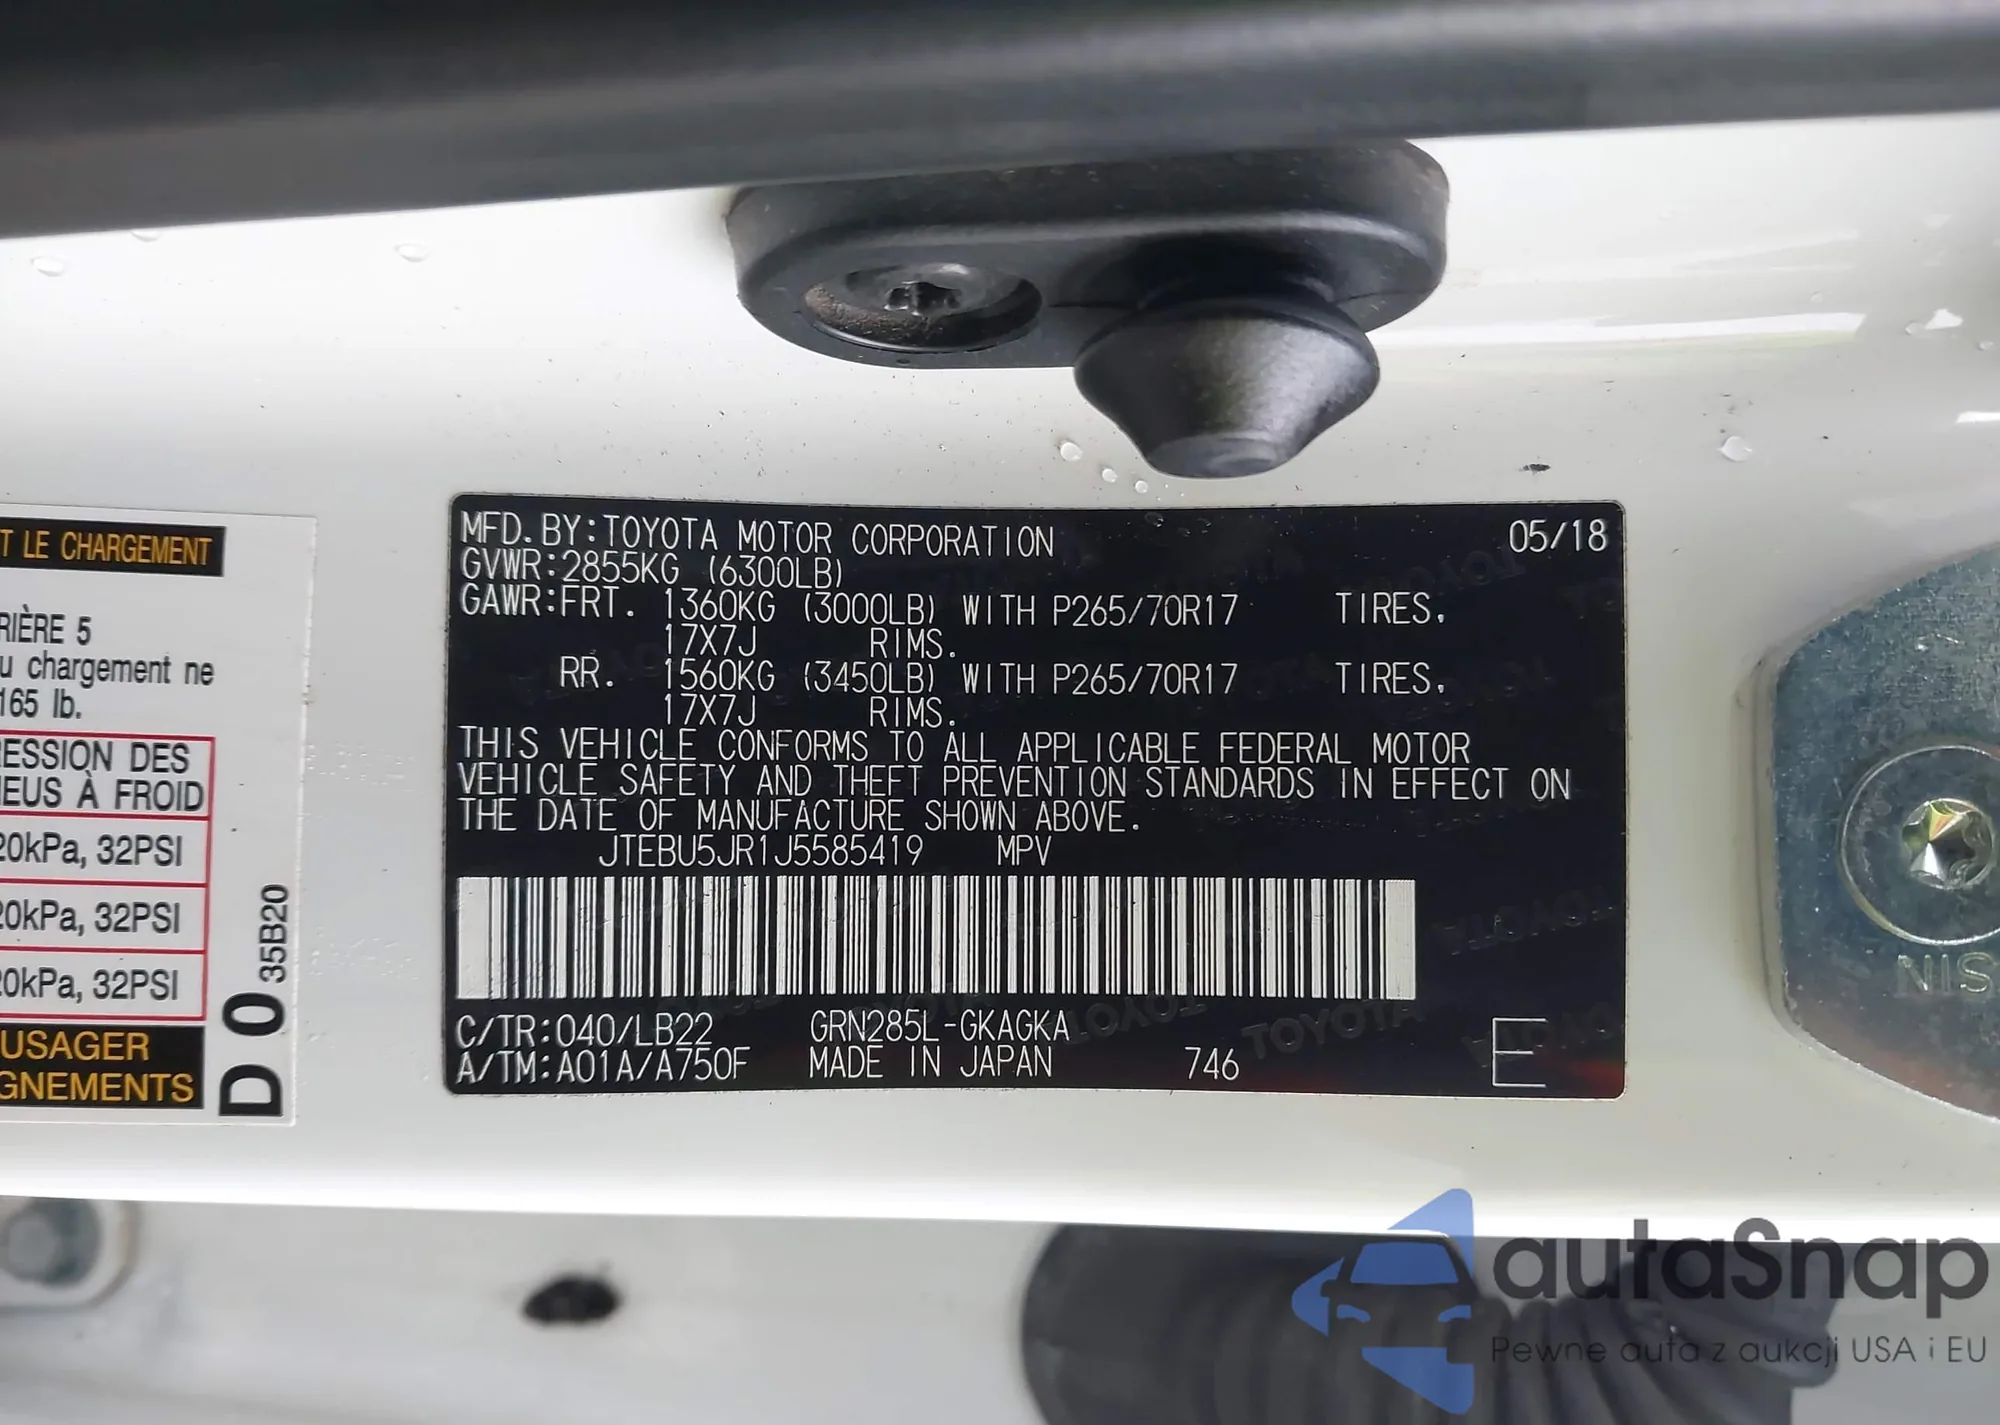 T LE CHARGEMENT
RIÈRE 5
u chargement ne
165 lb.
RESSION DES
NEUS À FROID
20kPa, 32PSI
20kPa, 32PSI
20kPa, 32PSI
USAGER
GNEMENTS
D 0 35B20
MFD. BY: TOYOTA MOTOR CORPORATION 05/18
GVWR: 2855KG (6300LB)
GAWR: FRT. 1360KG (3000LB) WITH P265/70R17 TIRES.
17X7J RIMS.
RR. 1560KG (3450LB) WITH P265/70R17 TIRES.
17X7J RIMS.
THIS VEHICLE CONFORMS TO ALL APPLICABLE FEDERAL MOTOR
VEHICLE SAFETY AND THEFT PREVENTION STANDARDS IN EFFECT ON
THE DATE OF MANUFACTURE SHOWN ABOVE.
JTEBU5JR1J5585419 MPV
C/TR: 040/LB22 GRN285L-GKAGKA
A/TM: A01A/A750F MADE IN JAPAN 746 E
NIS
autoSnap
Pewne auta z aukcji USA i EU